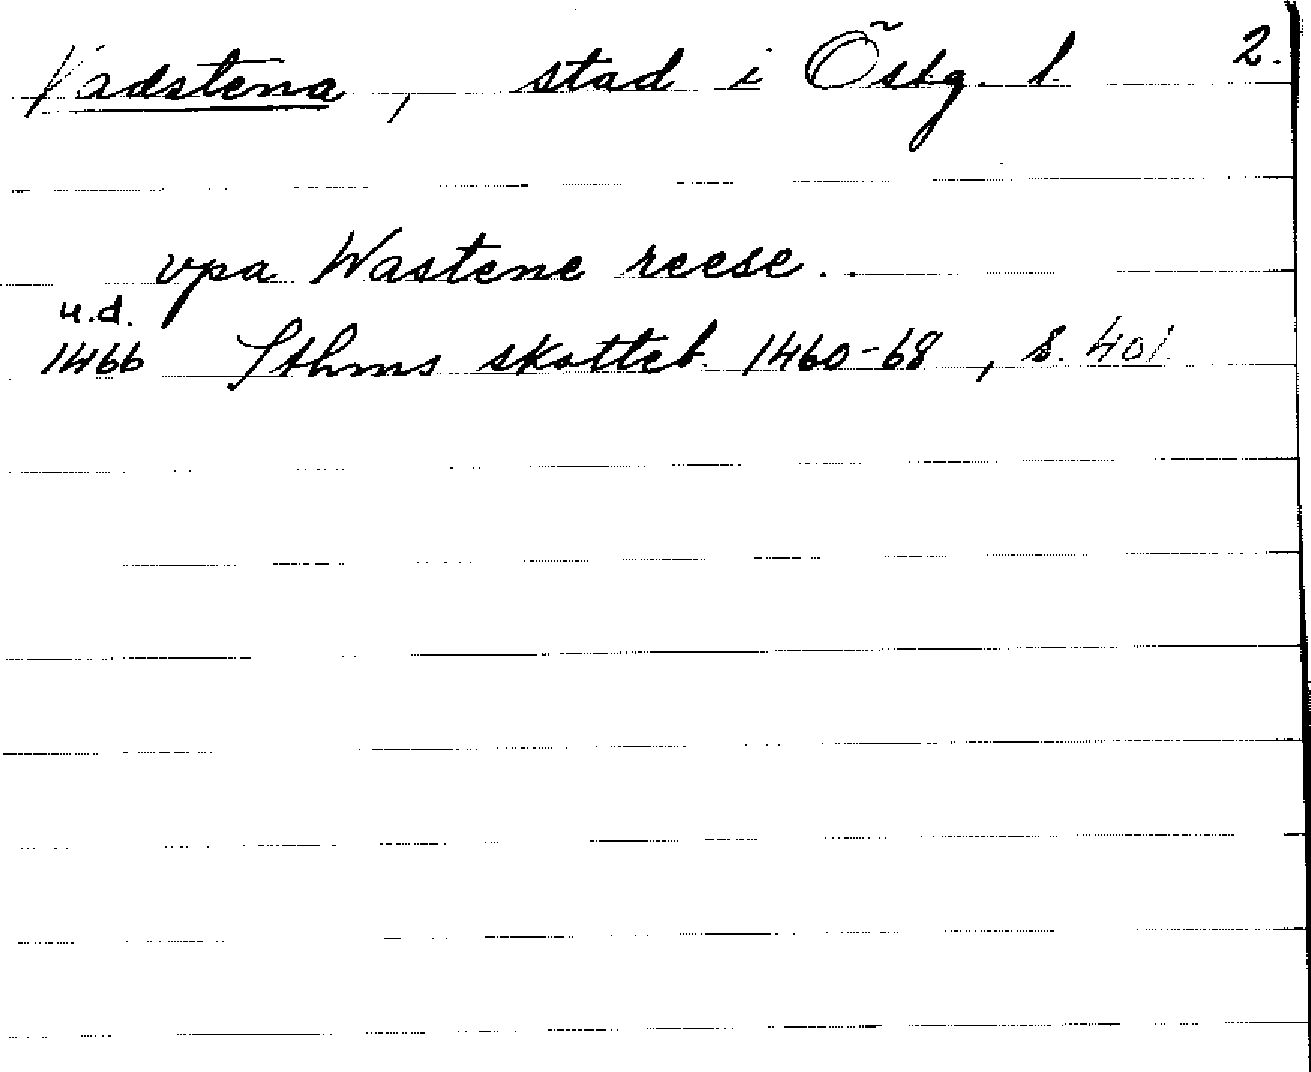 Vadstena, stad i Östg. l. 2.
vpa Wastene reese..
u.d.
1466 Sthms skotteb. 1460-68, s. 401